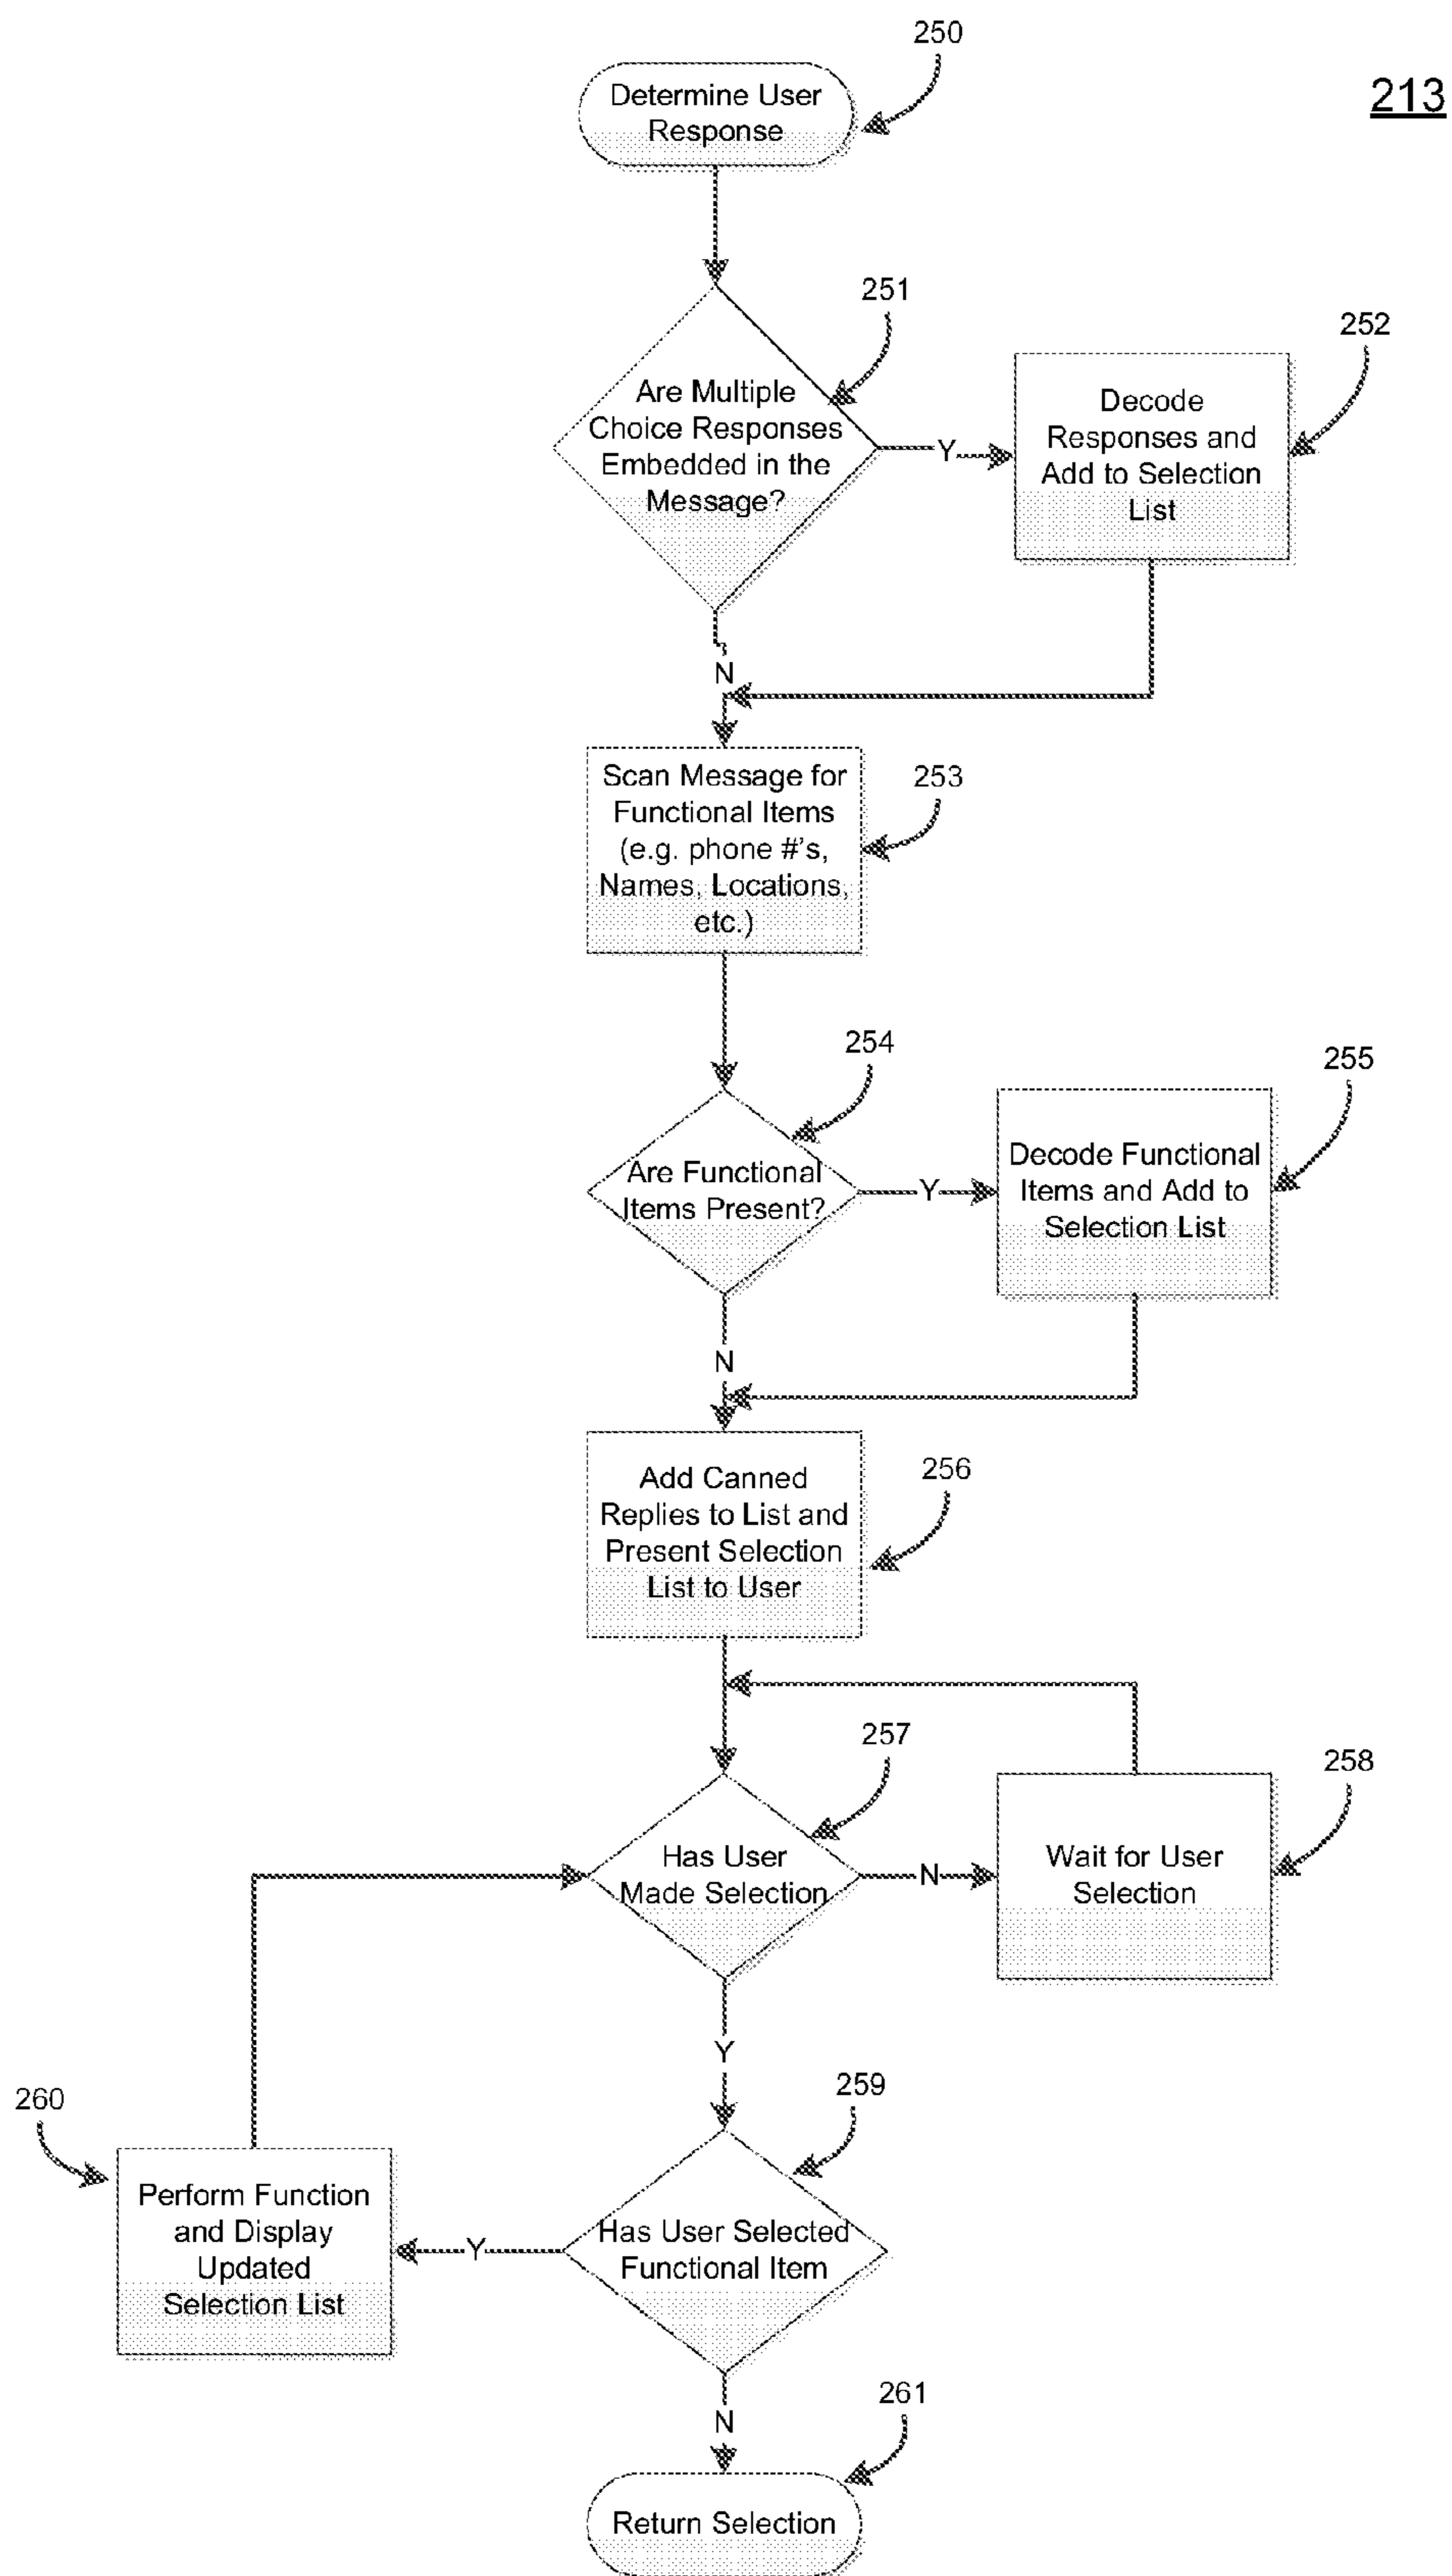 250
213
Determine User
Response
251
252
Are Multiple
Choice Responses
Embedded in the
Message?
Y
Decode
Responses and
Add to Selection
List
N
Scan Message for
Functional Items
(e.g. phone #'s,
Names, Locations,
etc.)
253
254
255
Are Functional
Items Present?
Y
Decode Functional
Items and Add to
Selection List
N
Add Canned
Replies to List and
Present Selection
List to User
256
257
258
Has User
Made Selection
N
Wait for User
Selection
Y
259
260
Perform Function
and Display
Updated
Selection List
Y
Has User Selected
Functional Item
261
N
Return Selection